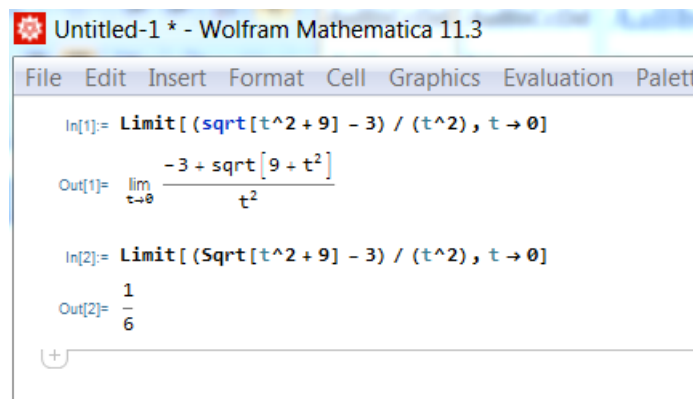 Untitled-1 * - Wolfram Mathematica 11.3
File Edit Insert Format Cell Graphics Evaluation Palett
In[1]:= Limit[(sqrt[t^2+9]-3)/(t^2), t→0]
Out[1]= lim t→0 -3+sqrt[9+t²] / t²
In[2]:= Limit[(Sqrt[t^2+9]-3)/(t^2), t→0]
Out[2]= 1/6